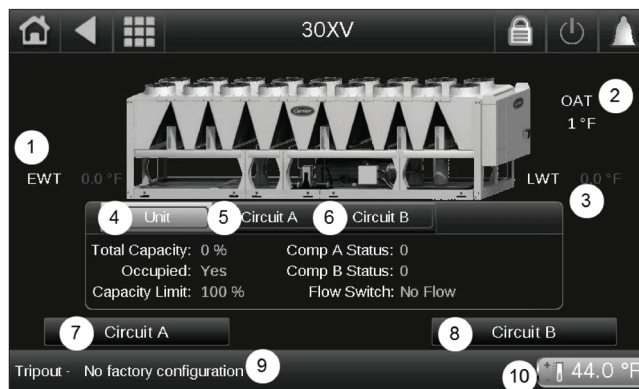 30XV
Carrier
2
OAT
1 °F
1
EWT 0.0 °F
LWT 0.0 °F
3
4 Unit 5 Circuit A 6 Circuit B
Total Capacity: 0 % Comp A Status: 0
Occupied: Yes Comp B Status: 0
Capacity Limit: 100 % Flow Switch: No Flow
7 Circuit A 8 Circuit B
Tripout - No factory configuration 9
10 44.0 °F